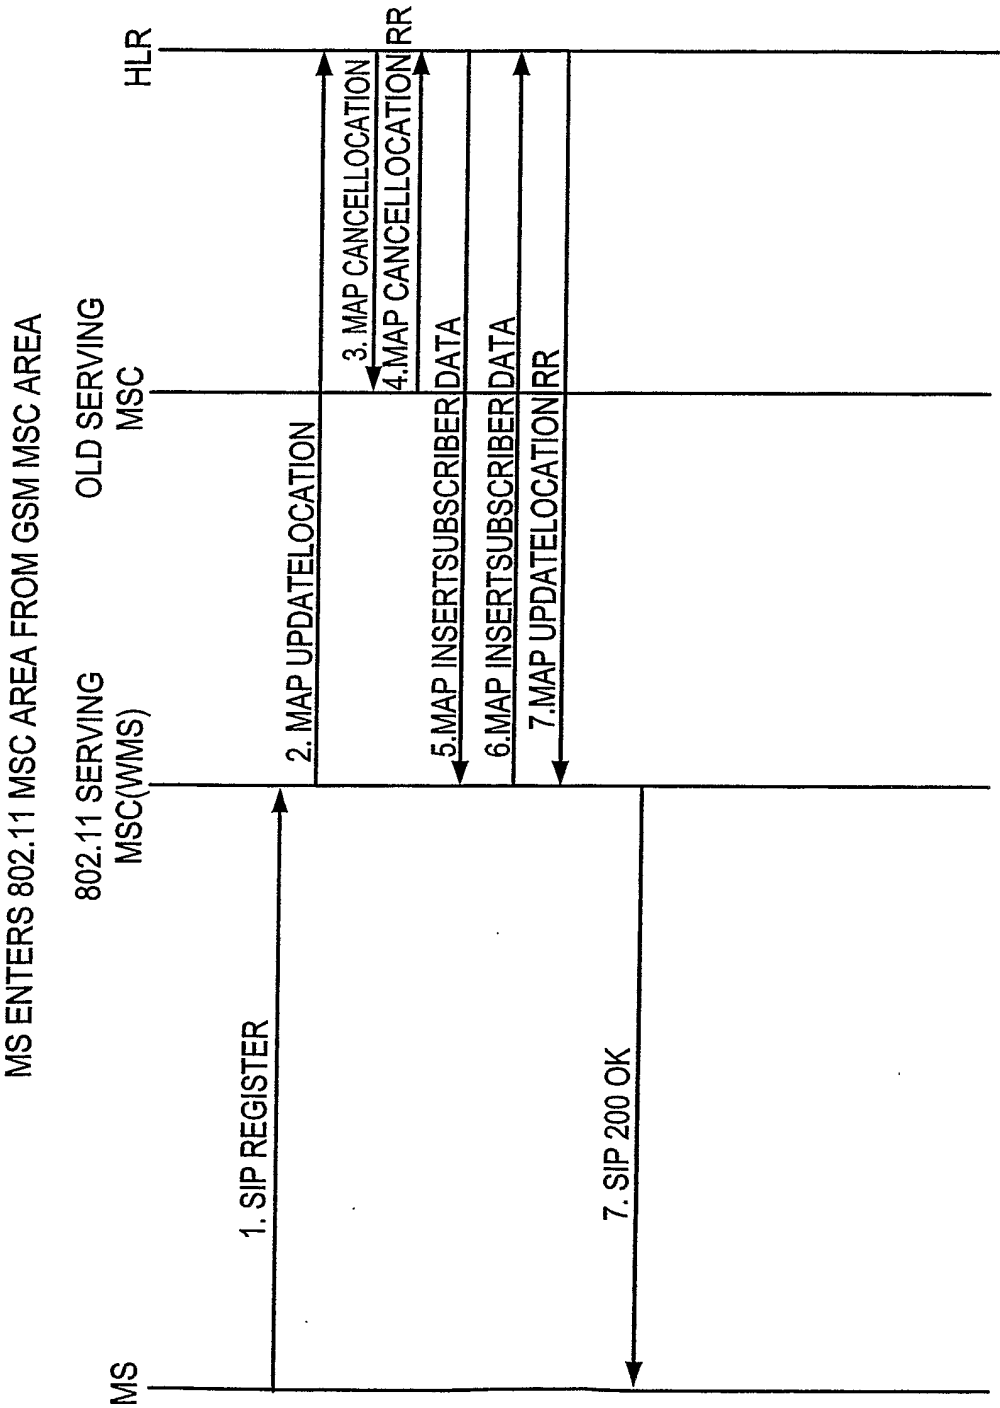 MS ENTERS 802.11 MSC AREA FROM GSM MSC AREA
MS
802.11 SERVING
MSC(WMS)
OLD SERVING
MSC
HLR
1. SIP REGISTER
2. MAP UPDATELOCATION
3. MAP CANCELLOCATION
4.MAP CANCELLOCATION RR
5.MAP INSERTSUBSCRIBER DATA
6.MAP INSERTSUBSCRIBER DATA
7.MAP UPDATELOCATION RR
7. SIP 200 OK